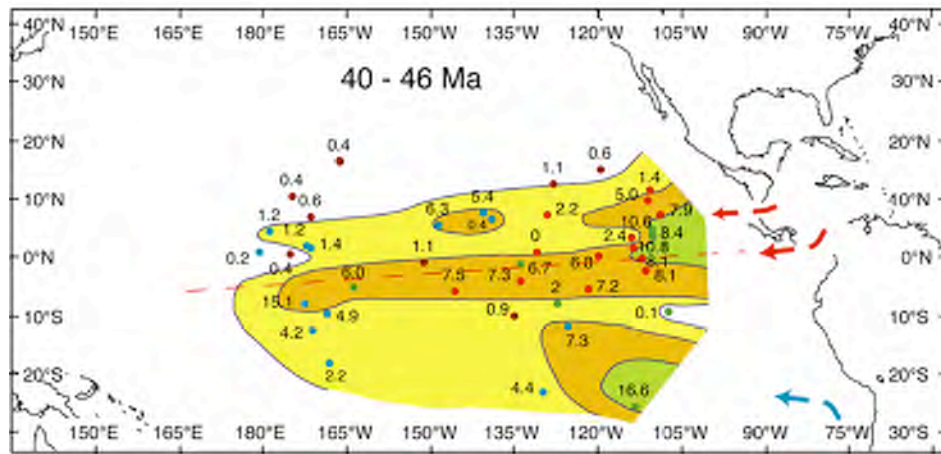 40°N 40°N
150°E 165°E 180°E 165°W 150°W 135°W 120°W 105°W 90°W 75°W
40 - 46 Ma
30°N 30°N
20°N 20°N
0.4
1.1 0.6
0.4 1.4
10°N 0.6 5.4 5.0 10°N
1.2 6.3 0.4 2.2 10.6 7.9
1.2 1.4 0 2.4 8.4
0.2 1.1 10.8
0°N 0.4 6.0 7.5 7.3 6.7 6.8 8.1 8.1 0°N
15.1 2 7.2
10°S 4.9 0.9 0.1 10°S
4.2 7.3
20°S 2.2 4.4 16.6 20°S
30°S 30°S
150°E 165°E 180°E 165°W 150°W 135°W 120°W 105°W 90°W 75°W